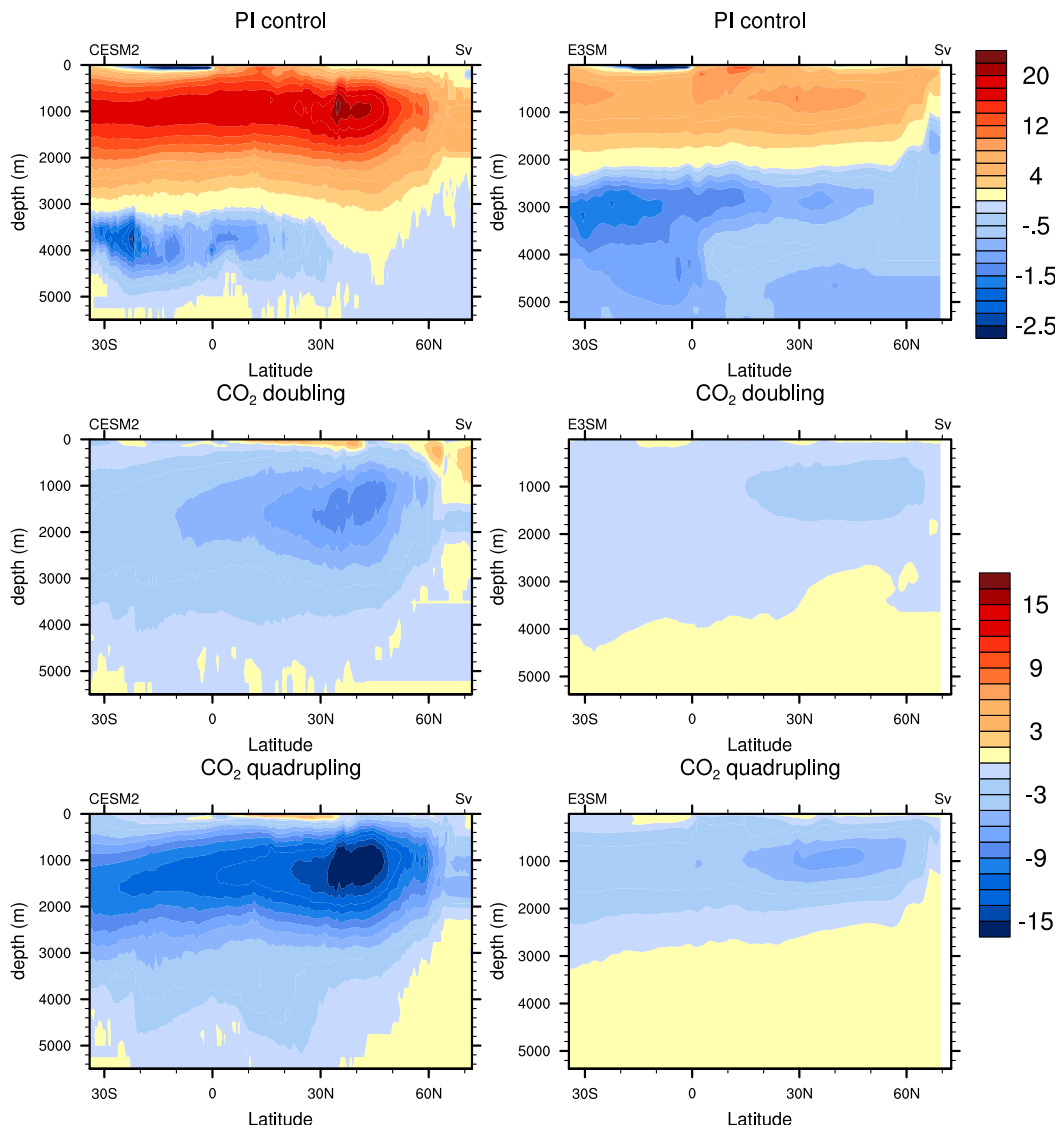 PI control
CESM2 Sv
0
1000
2000
3000
4000
5000
depth (m)
30S 0 30N 60N
Latitude
PI control
E3SM Sv
0
1000
2000
3000
4000
5000
depth (m)
30S 0 30N 60N
Latitude
20
12
4
-.5
-1.5
-2.5
CO₂ doubling
CESM2 Sv
0
1000
2000
3000
4000
5000
depth (m)
30S 0 30N 60N
Latitude
CO₂ doubling
E3SM Sv
0
1000
2000
3000
4000
5000
depth (m)
30S 0 30N 60N
Latitude
CO₂ quadrupling
CESM2 Sv
0
1000
2000
3000
4000
5000
depth (m)
30S 0 30N 60N
Latitude
CO₂ quadrupling
E3SM Sv
0
1000
2000
3000
4000
5000
depth (m)
30S 0 30N 60N
Latitude
15
9
3
-3
-9
-15